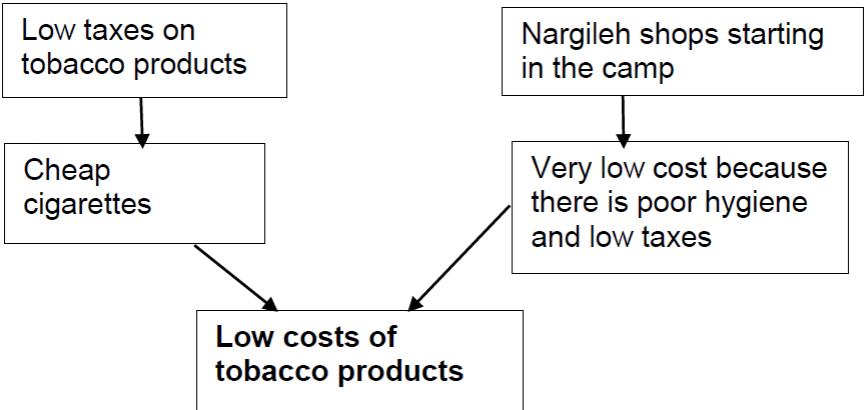 Low taxes on
tobacco products
Nargileh shops starting
in the camp
Cheap
cigarettes
Very low cost because
there is poor hygiene
and low taxes
Low costs of
tobacco products